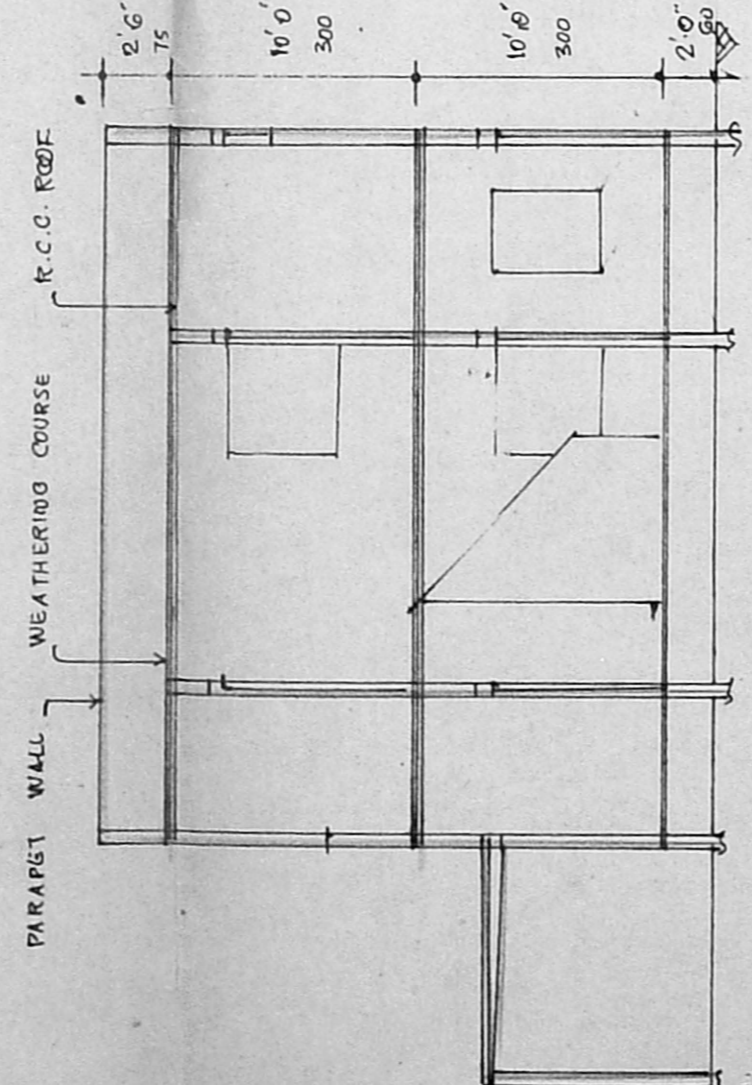 PARAPET WALL
WEATHERING COURSE
R.C.C. ROOF
2'6"
75
10'0"
300
10'0"
300
2'0"
60